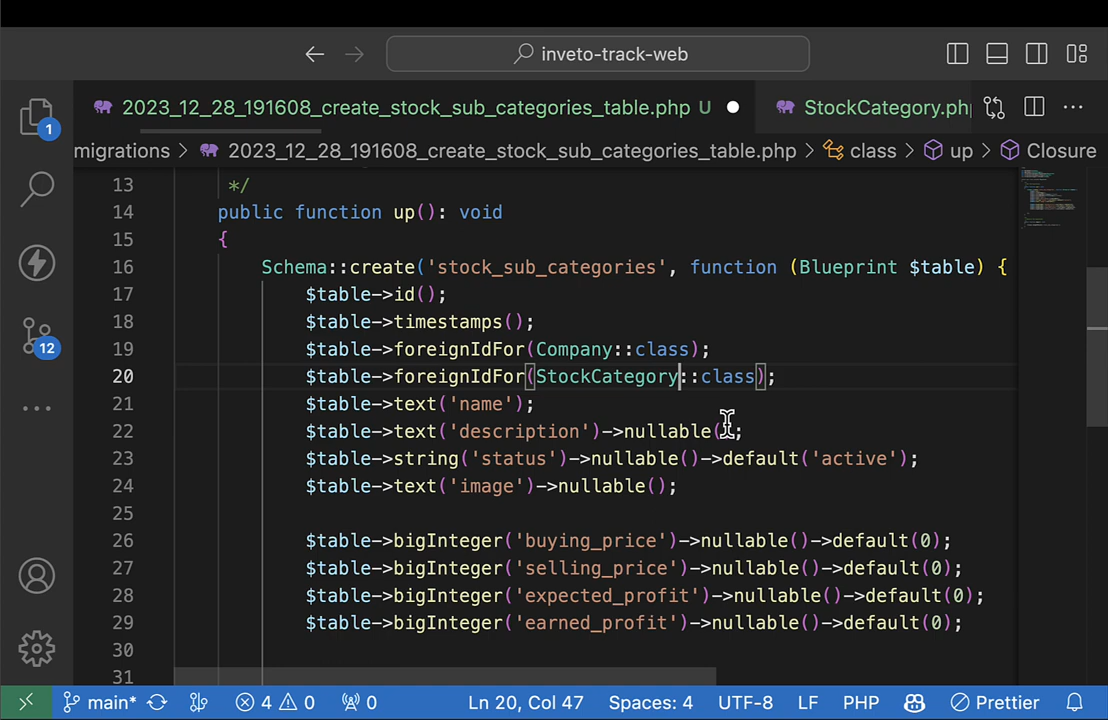 inveto-track-web
2023_12_28_191608_create_stock_sub_categories_table.php U
StockCategory.ph
migrations > 2023_12_28_191608_create_stock_sub_categories_table.php > class > up > Closure
1
12
13 */
14 public function up(): void
15 {
16 Schema::create('stock_sub_categories', function (Blueprint $table) {
17 $table->id();
18 $table->timestamps();
19 $table->foreignIdFor(Company::class);
20 $table->foreignIdFor(StockCategory::class);
21 $table->text('name');
22 $table->text('description')->nullable();
23 $table->string('status')->nullable()->default('active');
24 $table->text('image')->nullable();
25
26 $table->bigInteger('buying_price')->nullable()->default(0);
27 $table->bigInteger('selling_price')->nullable()->default(0);
28 $table->bigInteger('expected_profit')->nullable()->default(0);
29 $table->bigInteger('earned_profit')->nullable()->default(0);
30
31
main* 4 0 0 Ln 20, Col 47 Spaces: 4 UTF-8 LF PHP Prettier